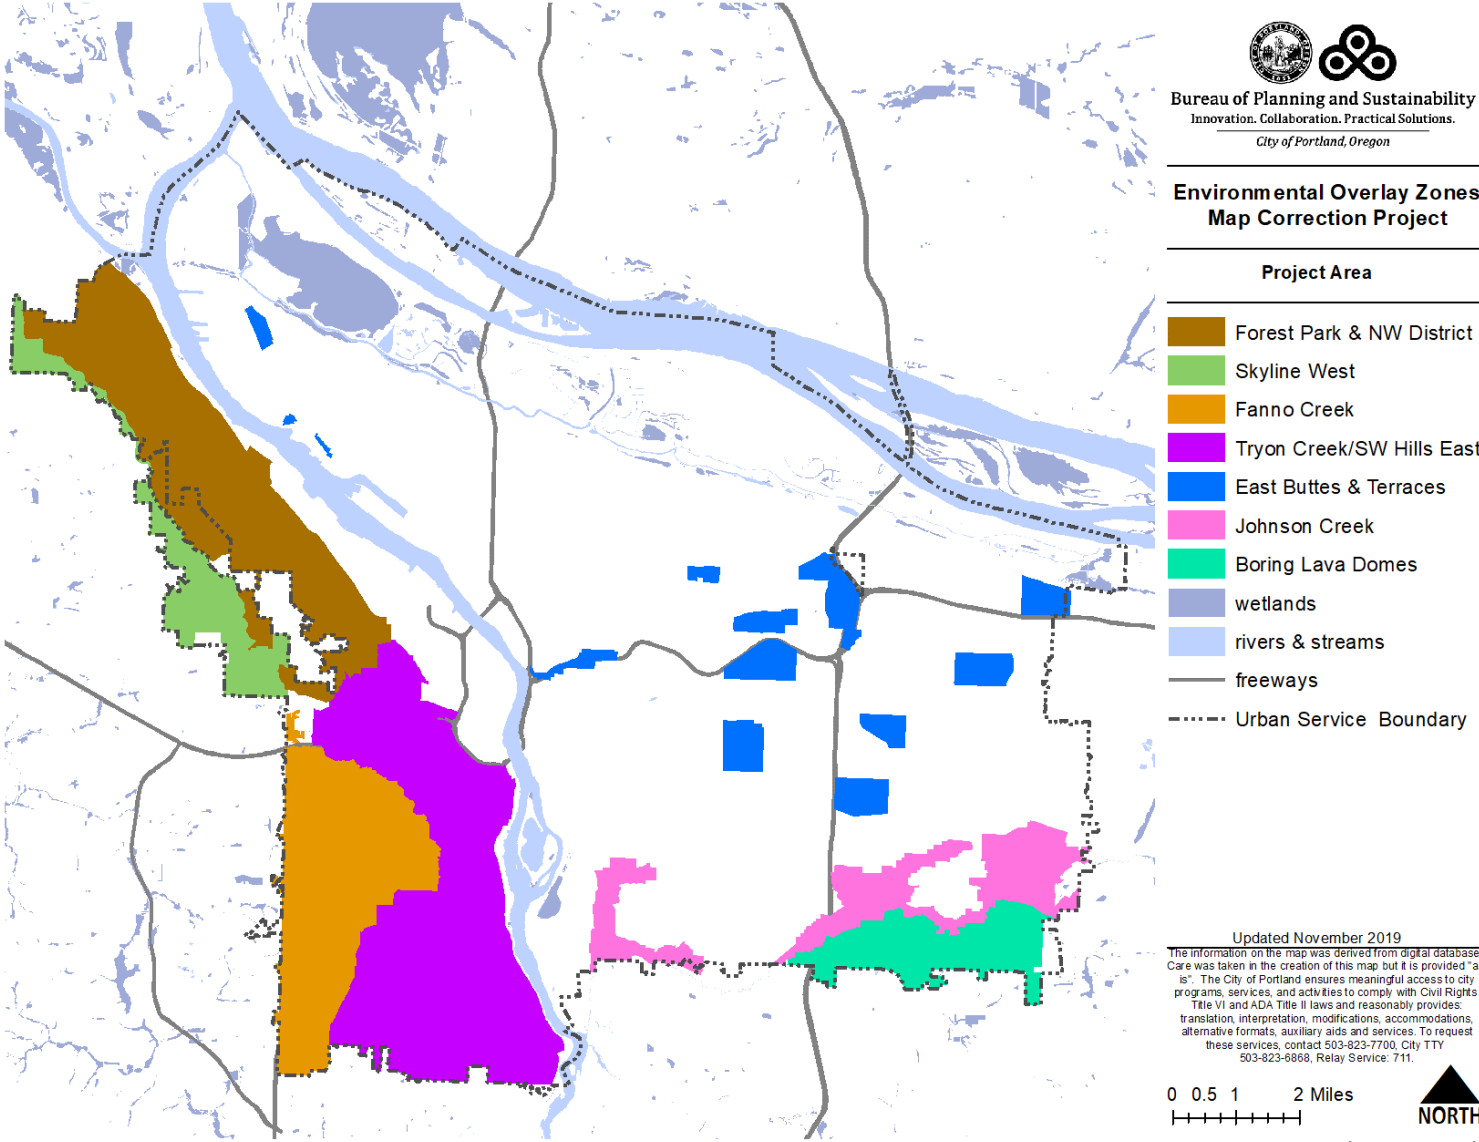 Bureau of Planning and Sustainability
Innovation. Collaboration. Practical Solutions.
City of Portland, Oregon
Environmental Overlay Zones
Map Correction Project
Project Area
Forest Park & NW District
Skyline West
Fanno Creek
Tryon Creek/SW Hills East
East Buttes & Terraces
Johnson Creek
Boring Lava Domes
wetlands
rivers & streams
freeways
Urban Service Boundary
Updated November 2019
The information on the map was derived from digital database
Care was taken in the creation of this map but it is provided "a
is". The City of Portland ensures meaningful access to city
programs, services, and activities to comply with Civil Rights
Title VI and ADA Title II laws and reasonably provides:
translation, interpretation, modifications, accommodations,
alternative formats, auxiliary aids and services. To request
these services, contact 503-823-7700, City TTY
503-823-6868, Relay Service: 711.
0 0.5 1 2 Miles
NORTH